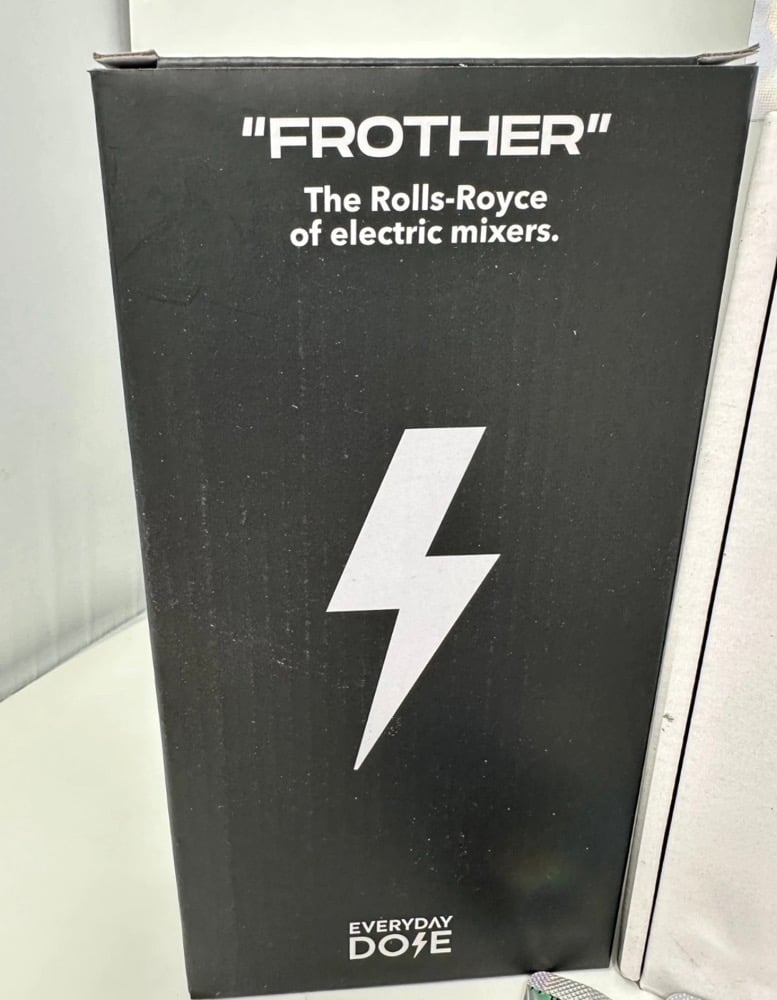 "FROTHER"
The Rolls-Royce
of electric mixers.
EVERYDAY
DOSE